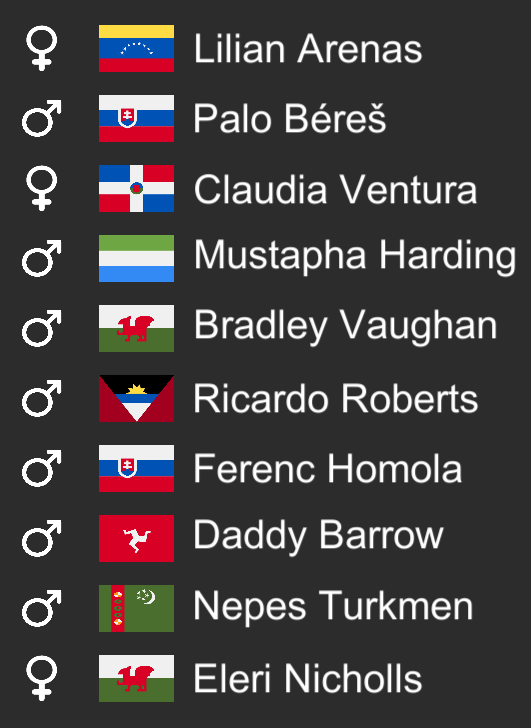 Lilian Arenas
Palo Béreš
Claudia Ventura
Mustapha Harding
Bradley Vaughan
Ricardo Roberts
Ferenc Homola
Daddy Barrow
Nepes Turkmen
Eleri Nicholls